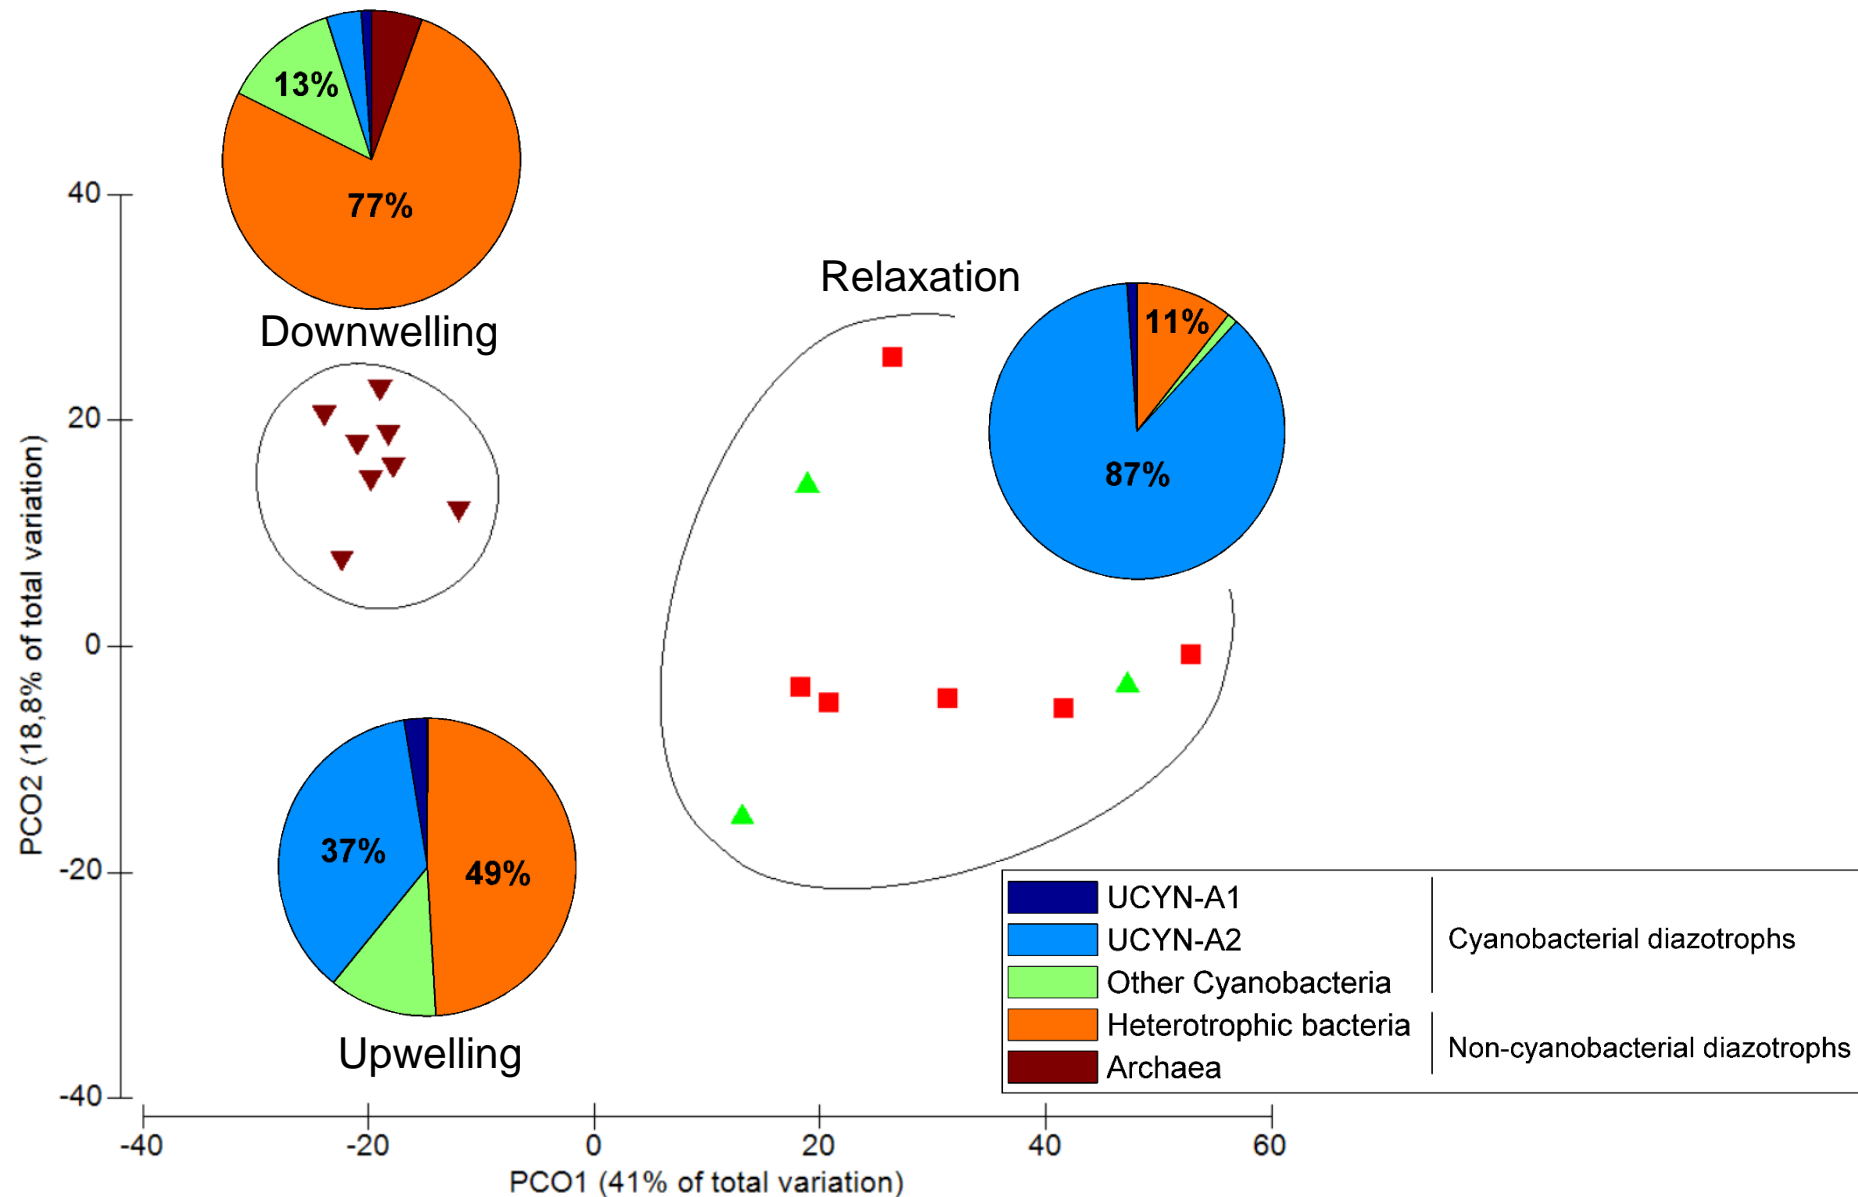 13%
77%
Downwelling
Relaxation
11%
87%
40
20
0
-20
-40
PCO2 (18,8% of total variation)
37%
49%
Upwelling
UCYN-A1
UCYN-A2
Other Cyanobacteria
Heterotrophic bacteria
Archaea
Cyanobacterial diazotrophs
Non-cyanobacterial diazotrophs
-40
-20
0
20
40
60
PCO1 (41% of total variation)